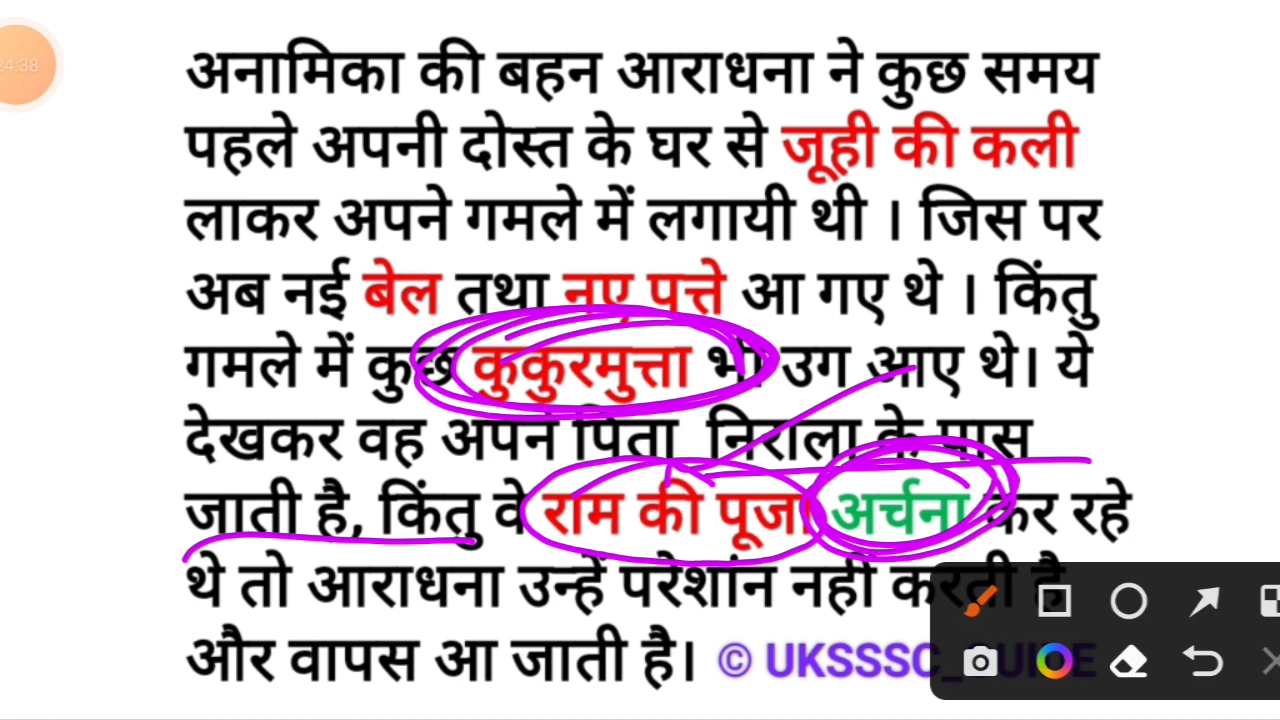 24:38
अनामिका की बहन आराधना ने कुछ समय
पहले अपनी दोस्त के घर से जूही की कली
लाकर अपने गमले में लगायी थी । जिस पर
अब नई बेल तथा नए पत्ते आ गए थे । किंतु
गमले में कुछ कुकुरमुत्ता भी उग आए थे। ये
देखकर वह अपने पिता निराला के पास
जाती है, किंतु वे राम की पूजा अर्चना कर रहे
थे तो आराधना उन्हें परेशांन नहीं करती है
और वापस आ जाती है। © UKSSSC_GUIDE